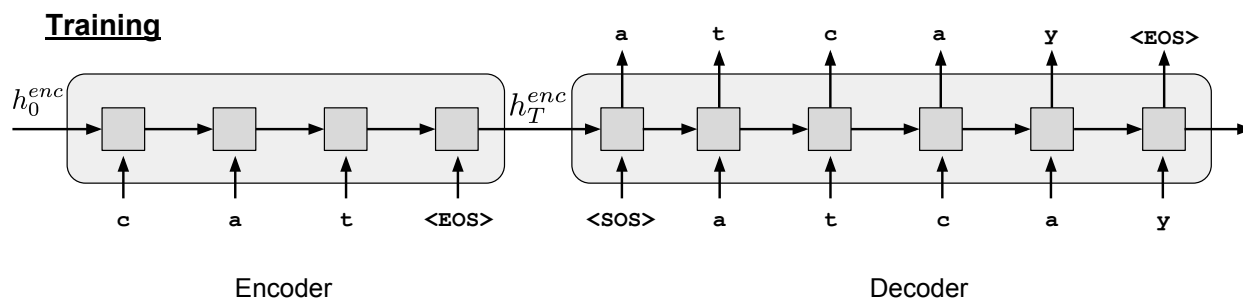 Training
a t c a y <EOS>
h_0^{enc} h_T^{enc}
c a t <EOS> <SOS> a t c a y
Encoder Decoder